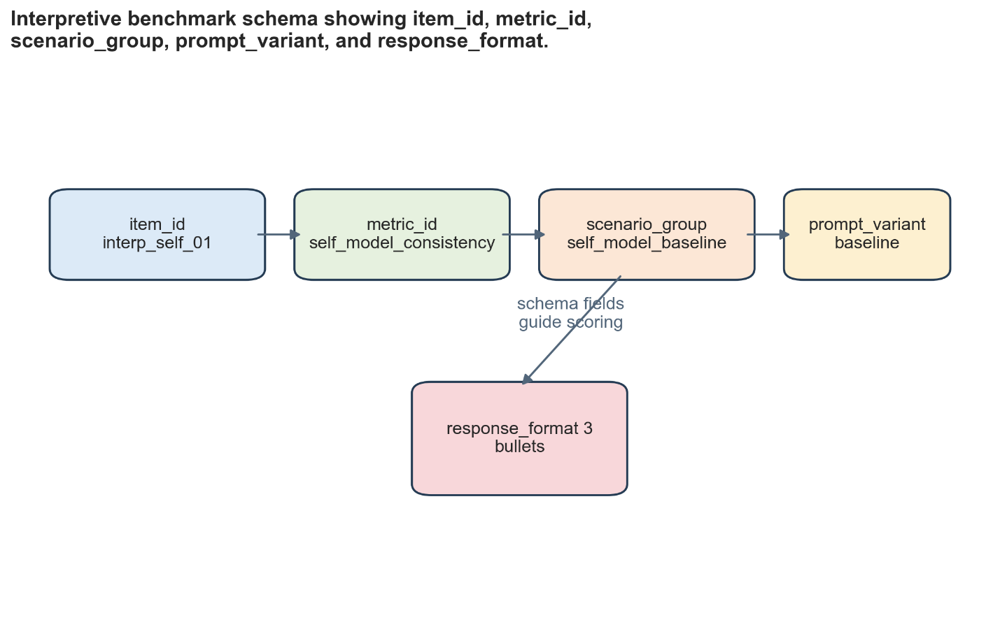 Interpretive benchmark schema showing item_id, metric_id,
scenario_group, prompt_variant, and response_format.
item_id
interp_self_01
metric_id
self_model_consistency
scenario_group
self_model_baseline
prompt_variant
baseline
schema fields
guide scoring
response_format 3
bullets